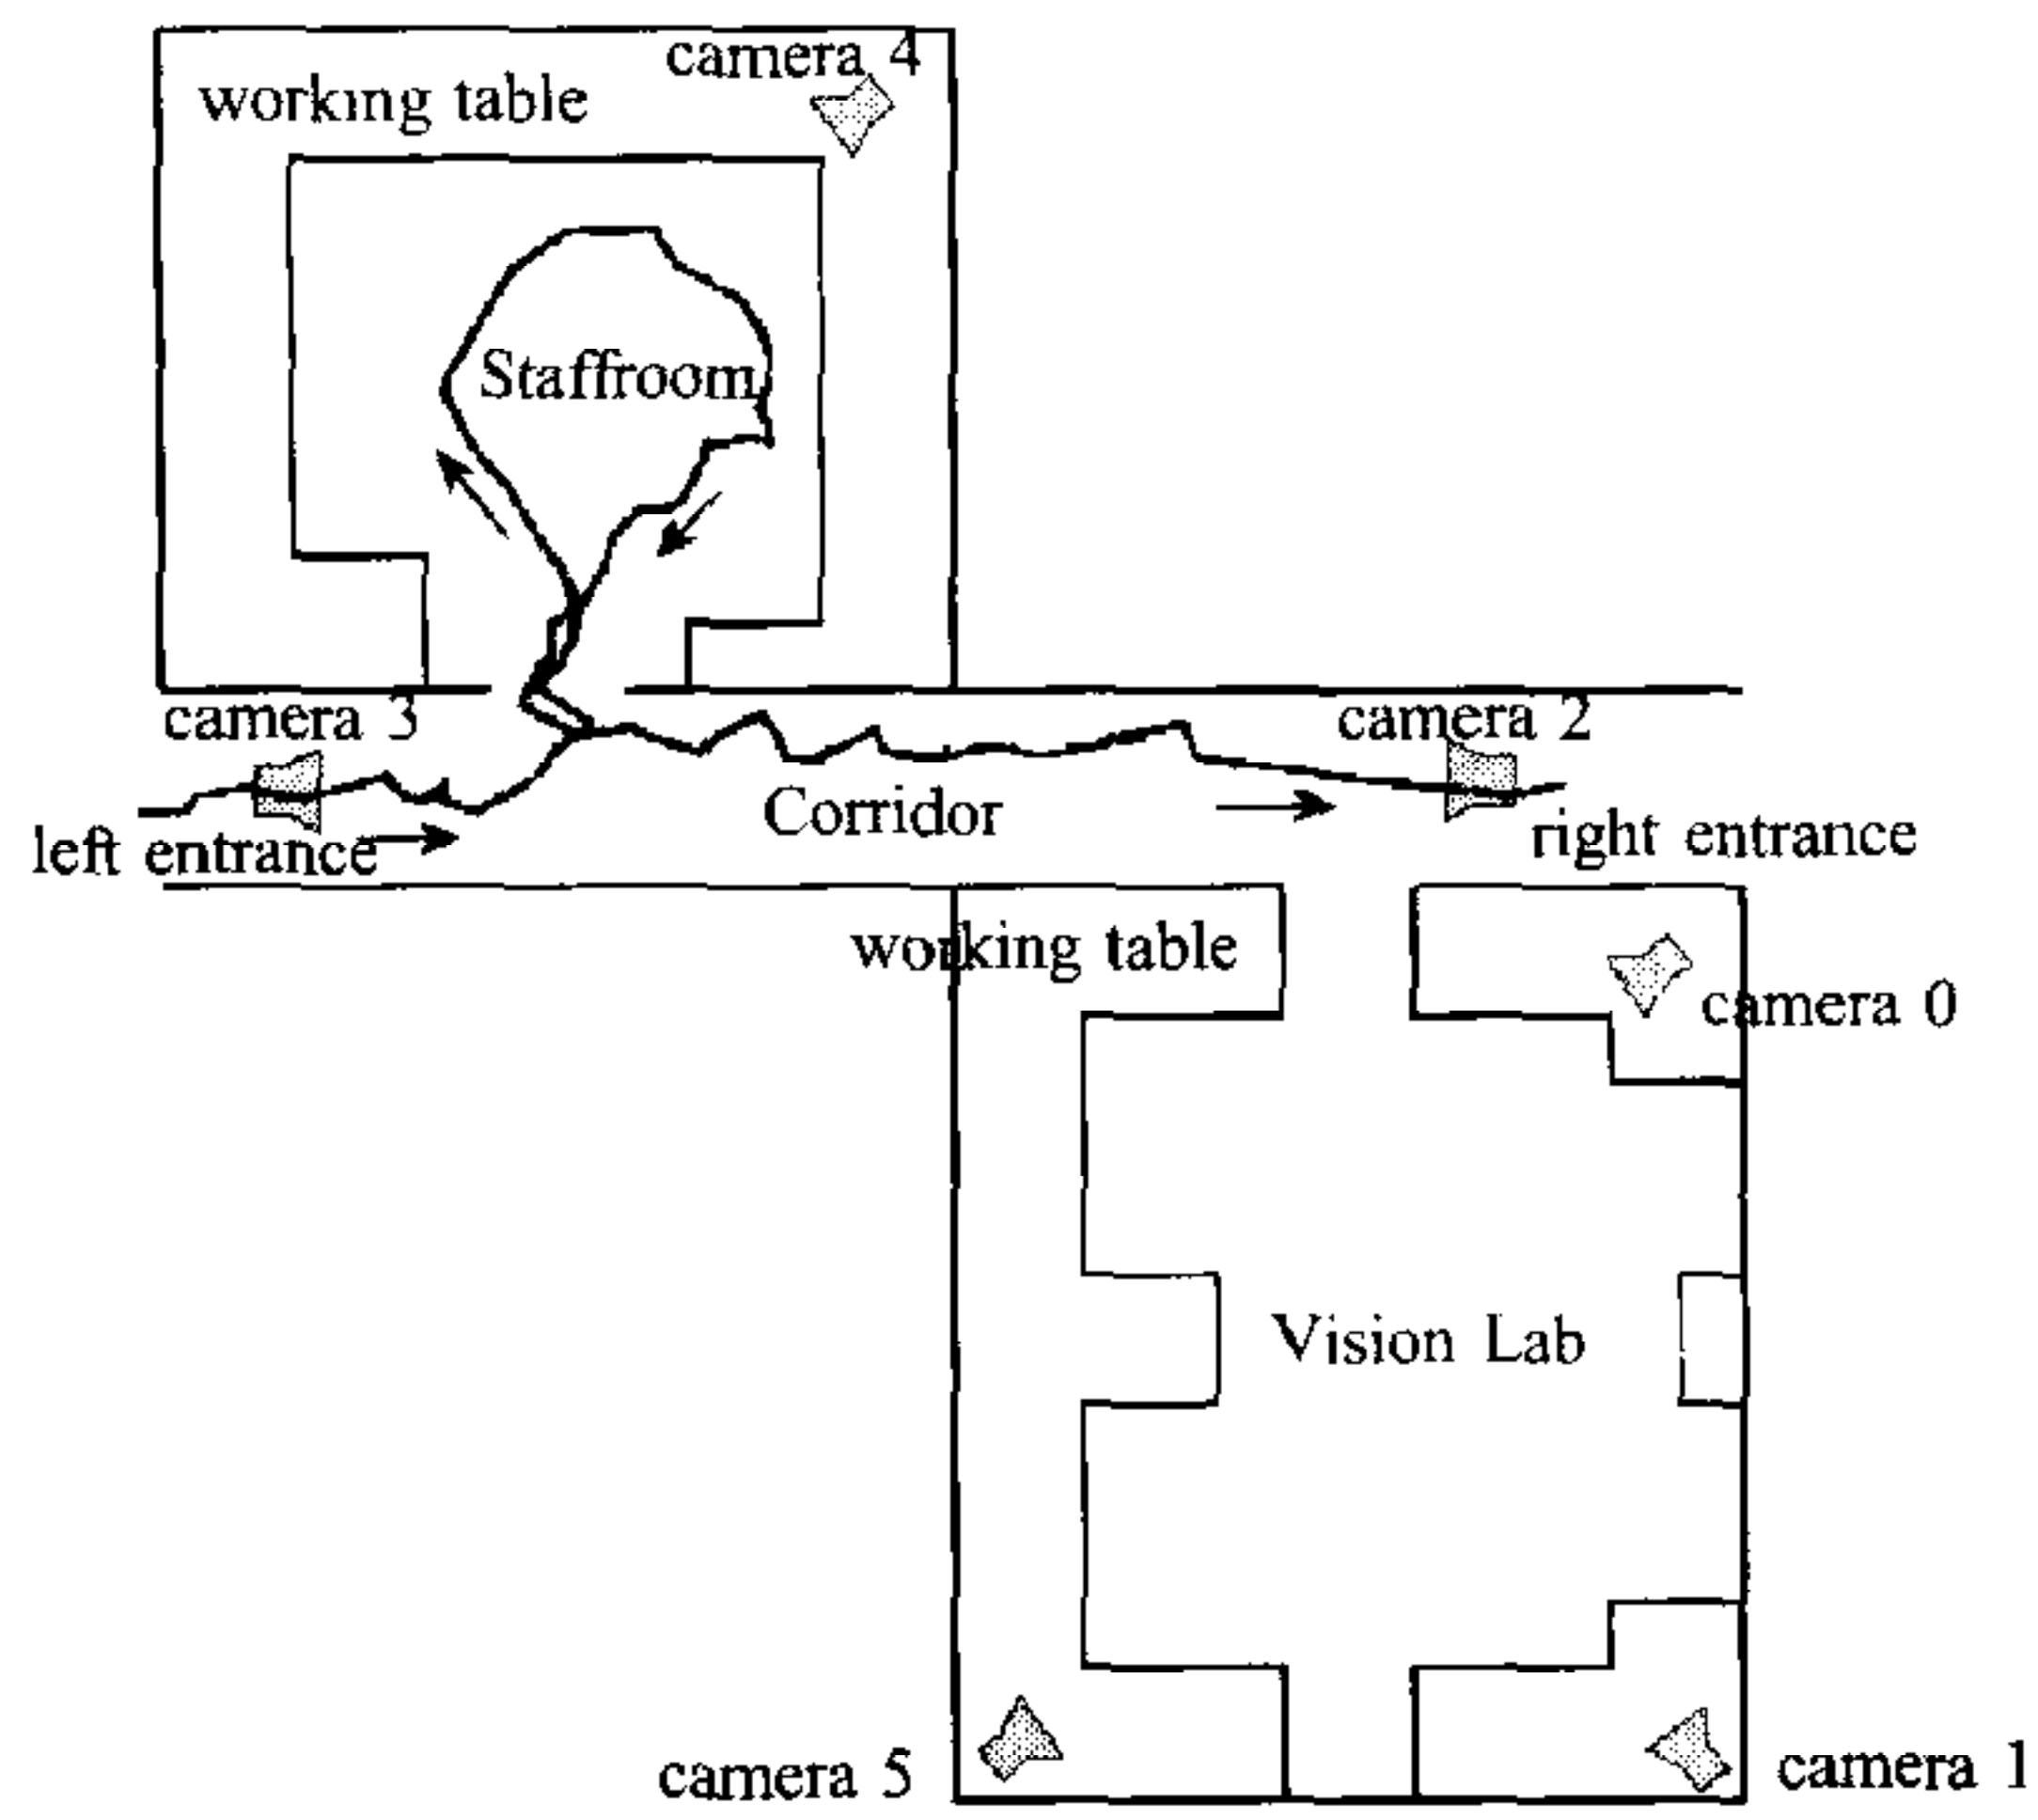 camera 4
working table
Staffroom
camera 3
camera 2
Corridor
left entrance
right entrance
working table
camera 0
Vision Lab
camera 5
camera 1